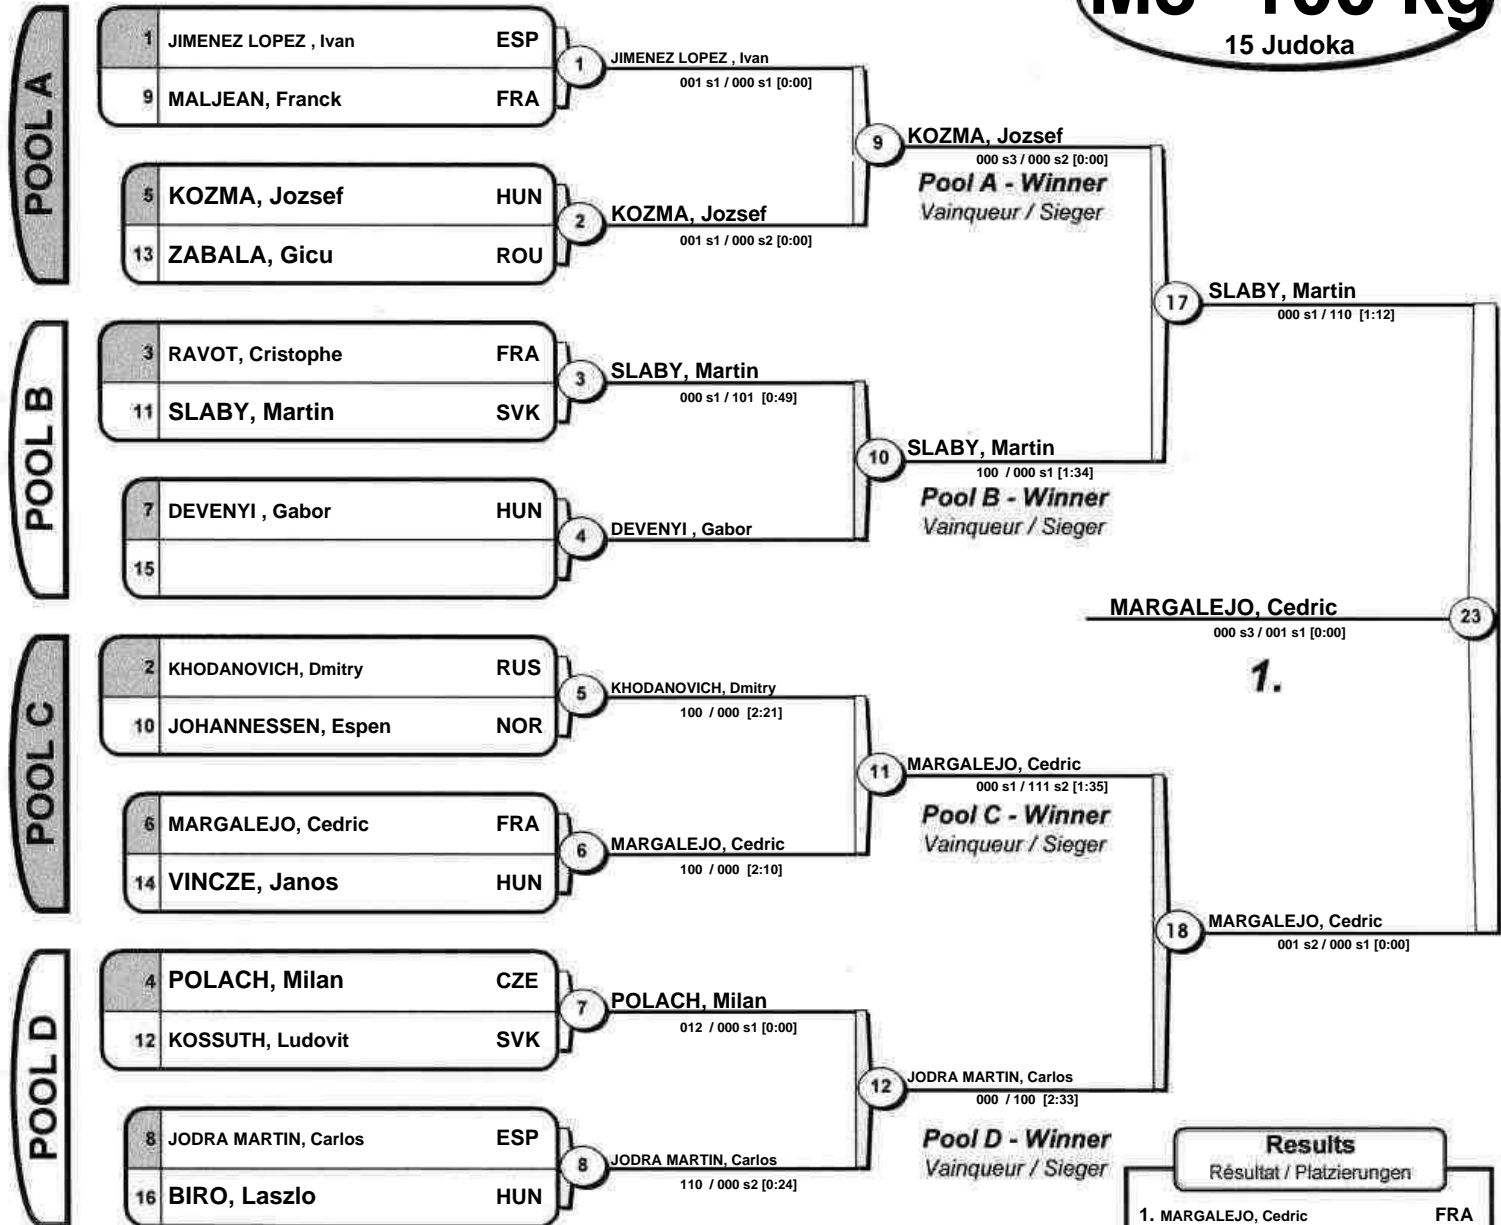 15 Judoka
POOL A
1 JIMENEZ LOPEZ , Ivan ESP
9 MALJEAN, Franck FRA
1
JIMENEZ LOPEZ , Ivan
001 s1 / 000 s1 [0:00]
5 KOZMA, Jozsef HUN
13 ZABALA, Gicu ROU
2
KOZMA, Jozsef
001 s1 / 000 s2 [0:00]
9
KOZMA, Jozsef
000 s3 / 000 s2 [0:00]
Pool A - Winner
Vainqueur / Sieger
POOL B
3 RAVOT, Cristophe FRA
11 SLABY, Martin SVK
3
SLABY, Martin
000 s1 / 101 [0:49]
7 DEVENYI , Gabor HUN
15
4
DEVENYI , Gabor
10
SLABY, Martin
100 / 000 s1 [1:34]
Pool B - Winner
Vainqueur / Sieger
17
SLABY, Martin
000 s1 / 110 [1:12]
MARGALEJO, Cedric
000 s3 / 001 s1 [0:00]
23
1.
POOL C
2 KHODANOVICH, Dmitry RUS
10 JOHANNESSEN, Espen NOR
5
KHODANOVICH, Dmitry
100 / 000 [2:21]
6 MARGALEJO, Cedric FRA
14 VINCZE, Janos HUN
6
MARGALEJO, Cedric
100 / 000 [2:10]
11
MARGALEJO, Cedric
000 s1 / 111 s2 [1:35]
Pool C - Winner
Vainqueur / Sieger
18
MARGALEJO, Cedric
001 s2 / 000 s1 [0:00]
POOL D
4 POLACH, Milan CZE
12 KOSSUTH, Ludovit SVK
7
POLACH, Milan
012 / 000 s1 [0:00]
8 JODRA MARTIN, Carlos ESP
16 BIRO, Laszlo HUN
8
JODRA MARTIN, Carlos
110 / 000 s2 [0:24]
12
JODRA MARTIN, Carlos
000 / 100 [2:33]
Pool D - Winner
Vainqueur / Sieger
Results
Résultat / Platzierungen
1. MARGALEJO, Cedric FRA